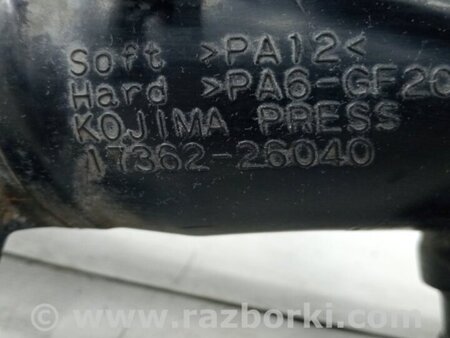 Soft >PA12<
Hard >PA6-GF20
KOJIMA PRESS
17362-26040
www.razborki.com